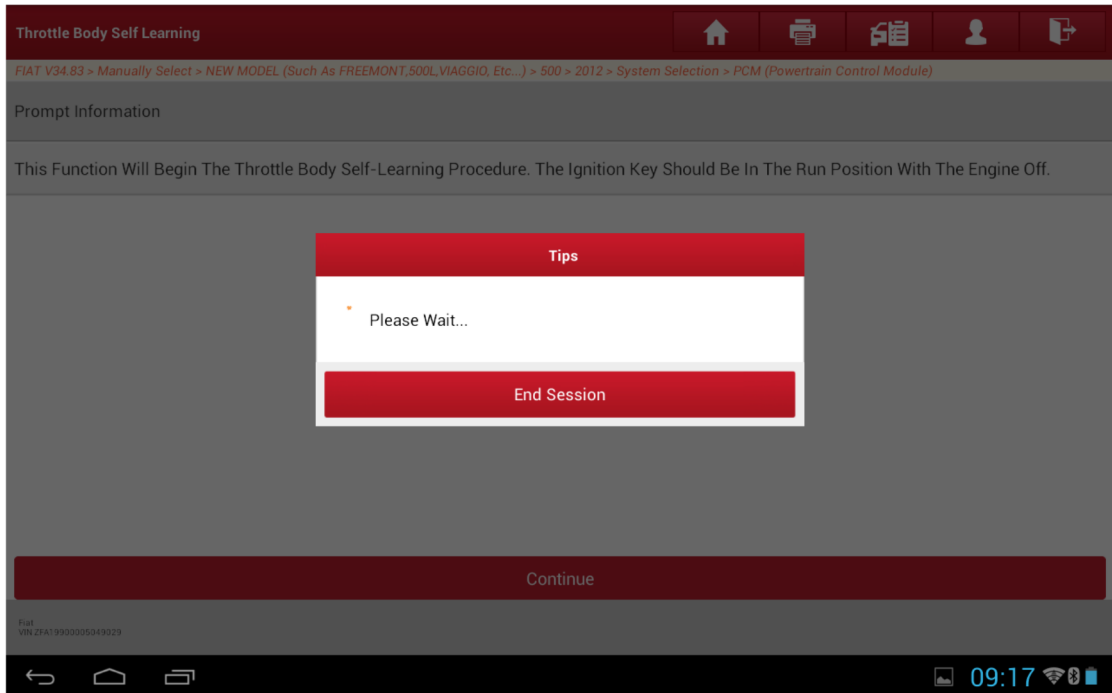 Throttle Body Self Learning
FIAT V34.83 > Manually Select > NEW MODEL (Such As FREEMONT,500L,VIAGGIO, Etc...) > 500 > 2012 > System Selection > PCM (Powertrain Control Module)
Prompt Information
This Function Will Begin The Throttle Body Self-Learning Procedure. The Ignition Key Should Be In The Run Position With The Engine Off.
Tips
Please Wait...
End Session
Continue
Fiat
VIN
09:17